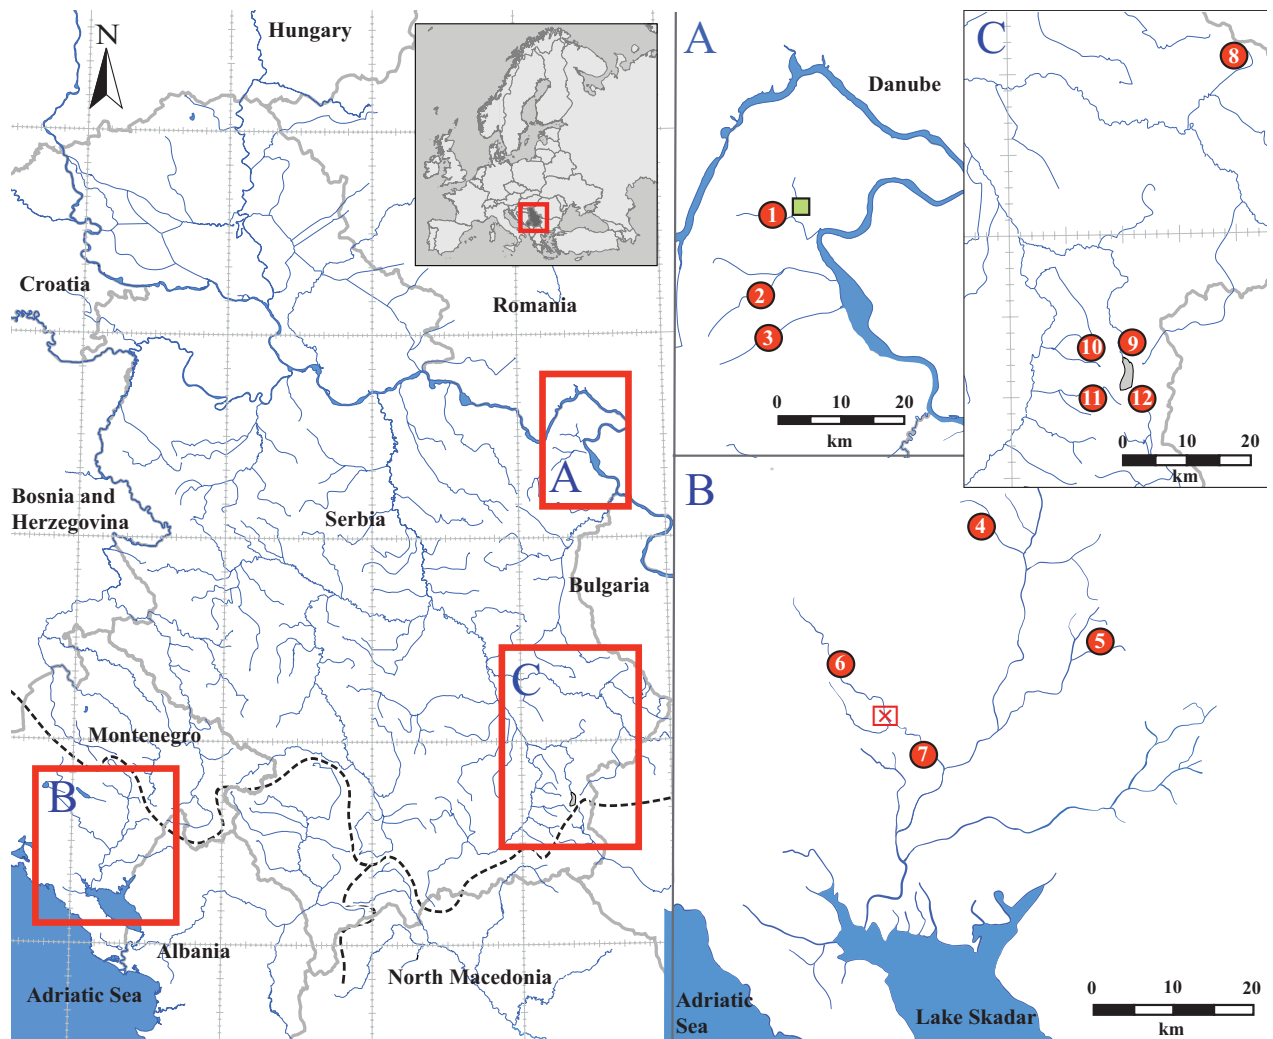 N
Hungary
Croatia
Romania
Bosnia and
Herzegovina
Serbia
A
Bulgaria
C
Montenegro
B
Albania
North Macedonia
Adriatic Sea
A
Danube
1
2
3
0 10 20
km
C
8
9
10
11
12
0 10 20
km
B
4
5
6
7
Adriatic
Sea
Lake Skadar
0 10 20
km